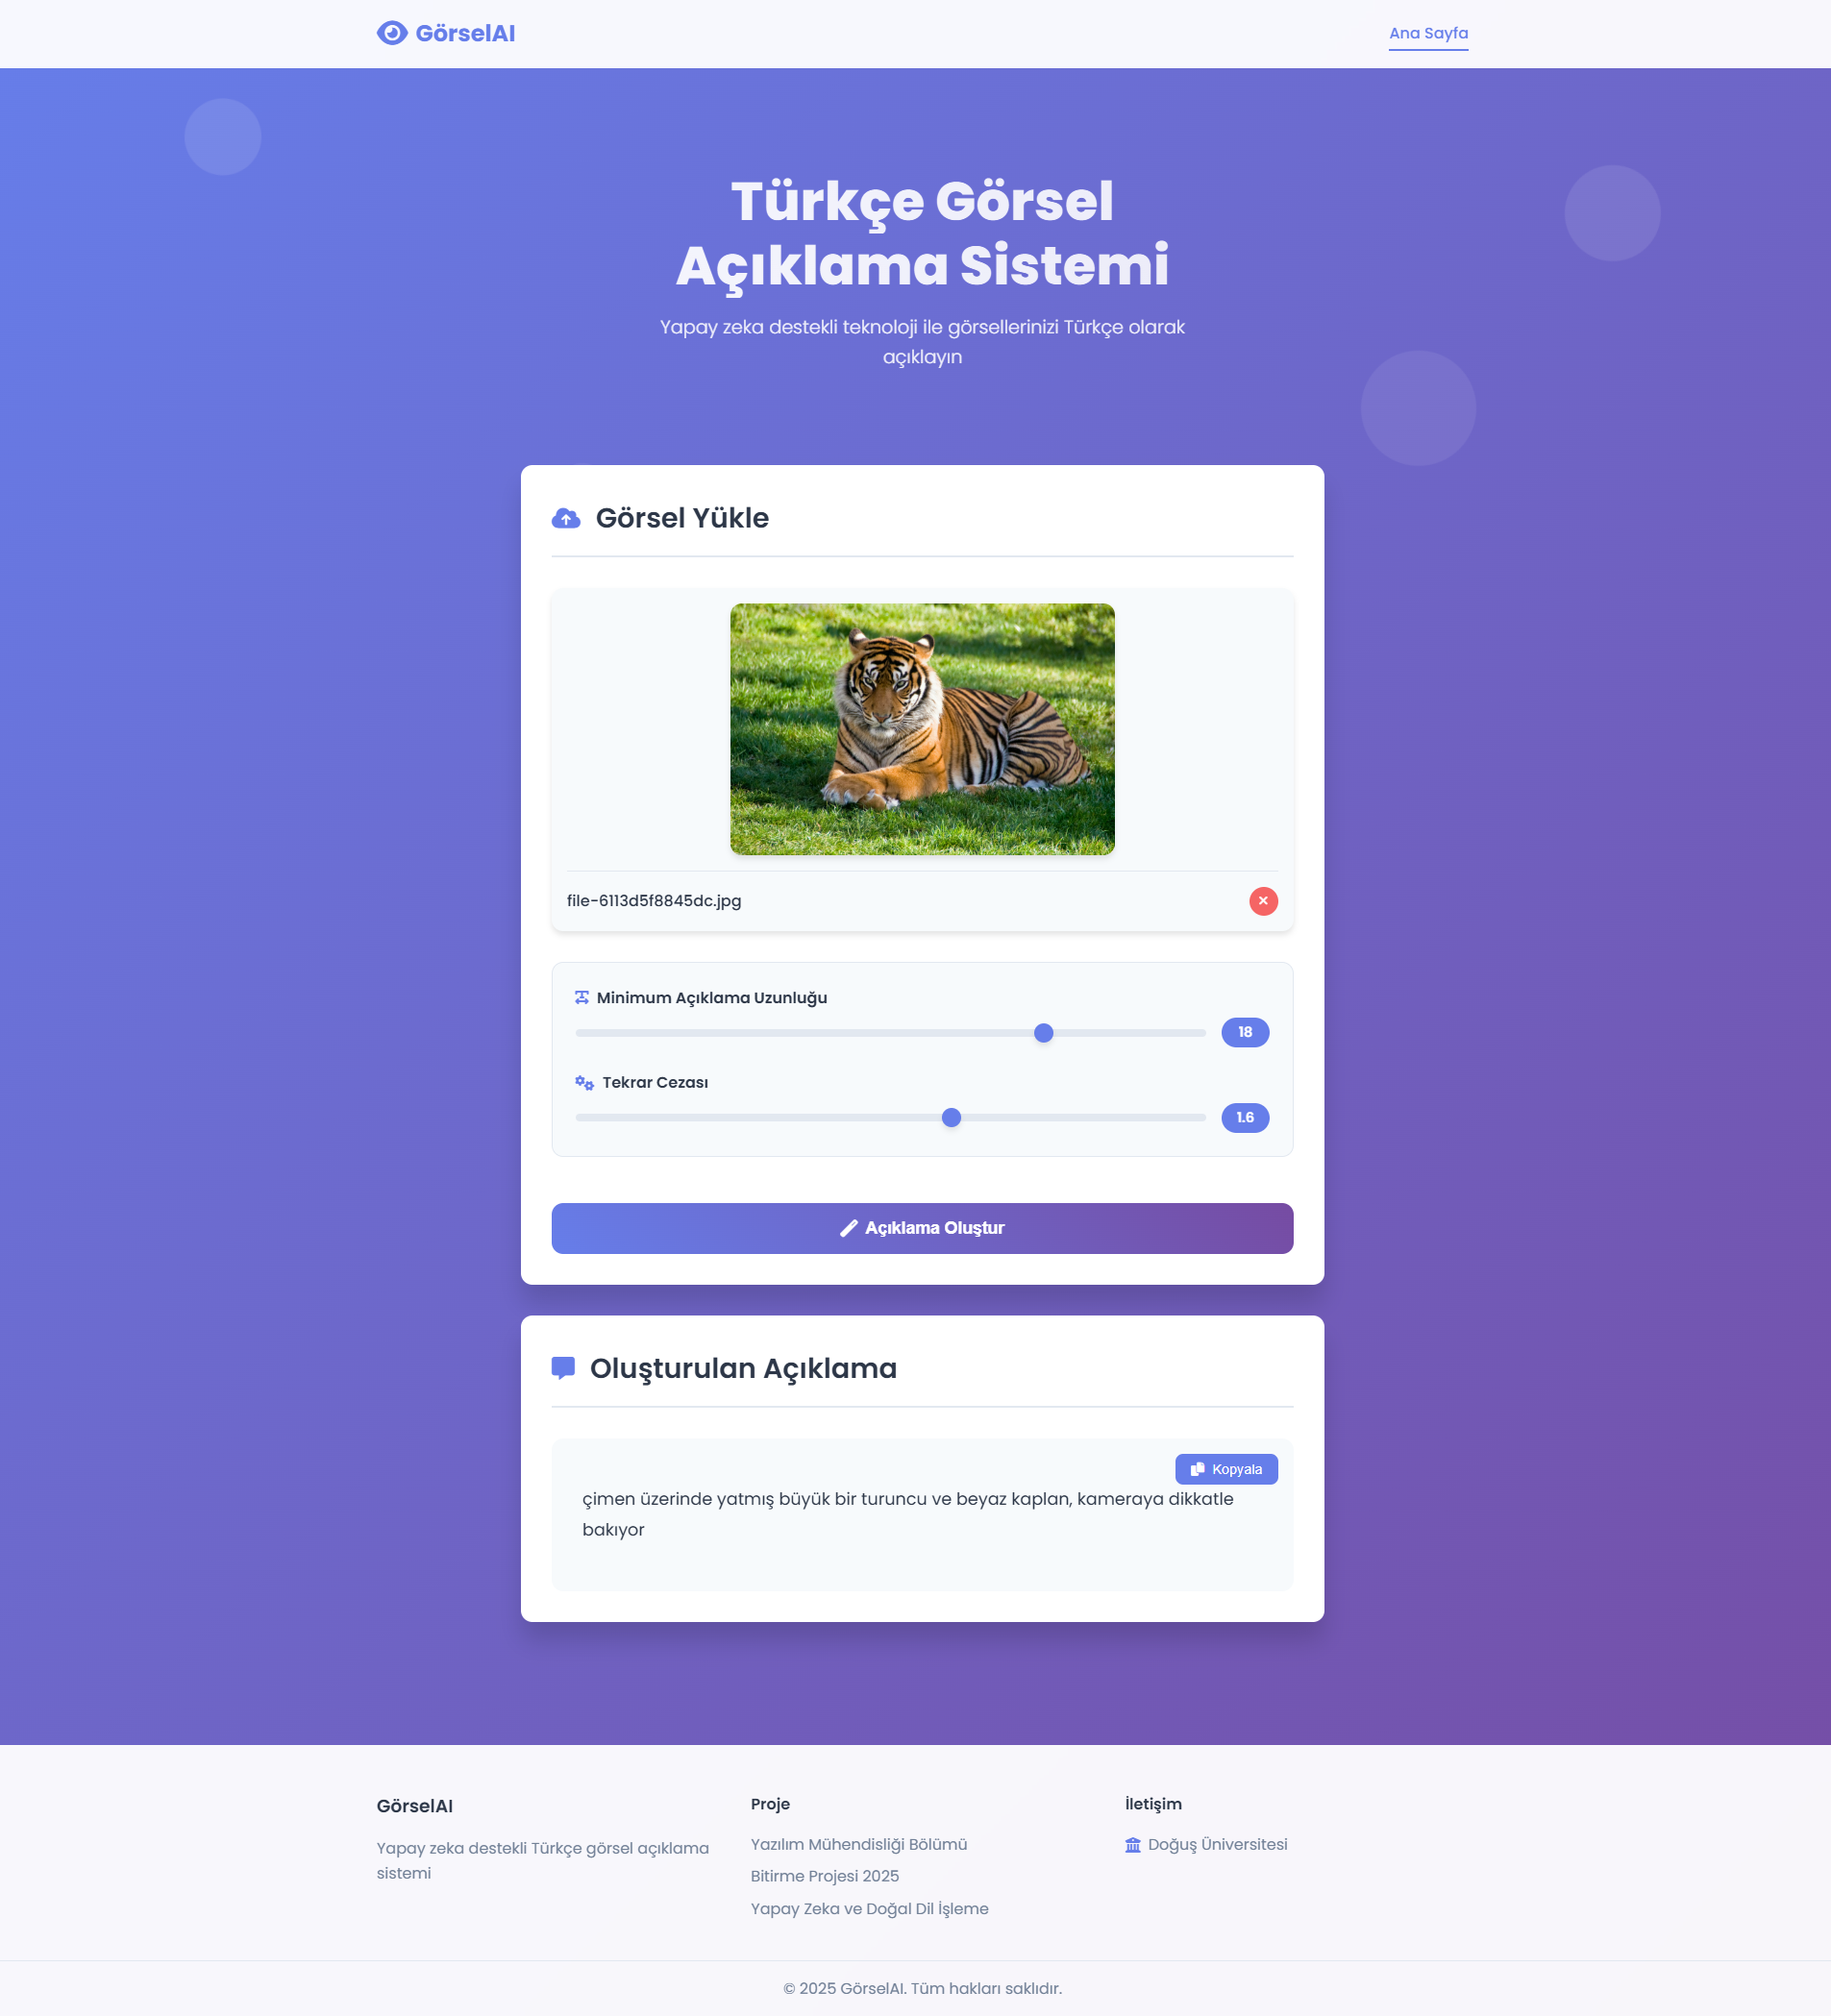 GörselAI
Ana Sayfa
Türkçe Görsel
Açıklama Sistemi
Yapay zeka destekli teknoloji ile görsellerinizi Türkçe olarak
açıklayın
Görsel Yükle
file-6113d5f8845dc.jpg
Minimum Açıklama Uzunluğu
18
Tekrar Cezası
1.6
Açıklama Oluştur
Oluşturulan Açıklama
Kopyala
çimen üzerinde yatmış büyük bir turuncu ve beyaz kaplan, kameraya dikkatle
bakıyor
GörselAI
Yapay zeka destekli Türkçe görsel açıklama
sistemi
Proje
Yazılım Mühendisliği Bölümü
Bitirme Projesi 2025
Yapay Zeka ve Doğal Dil İşleme
İletişim
Doğuş Üniversitesi
© 2025 GörselAI. Tüm hakları saklıdır.